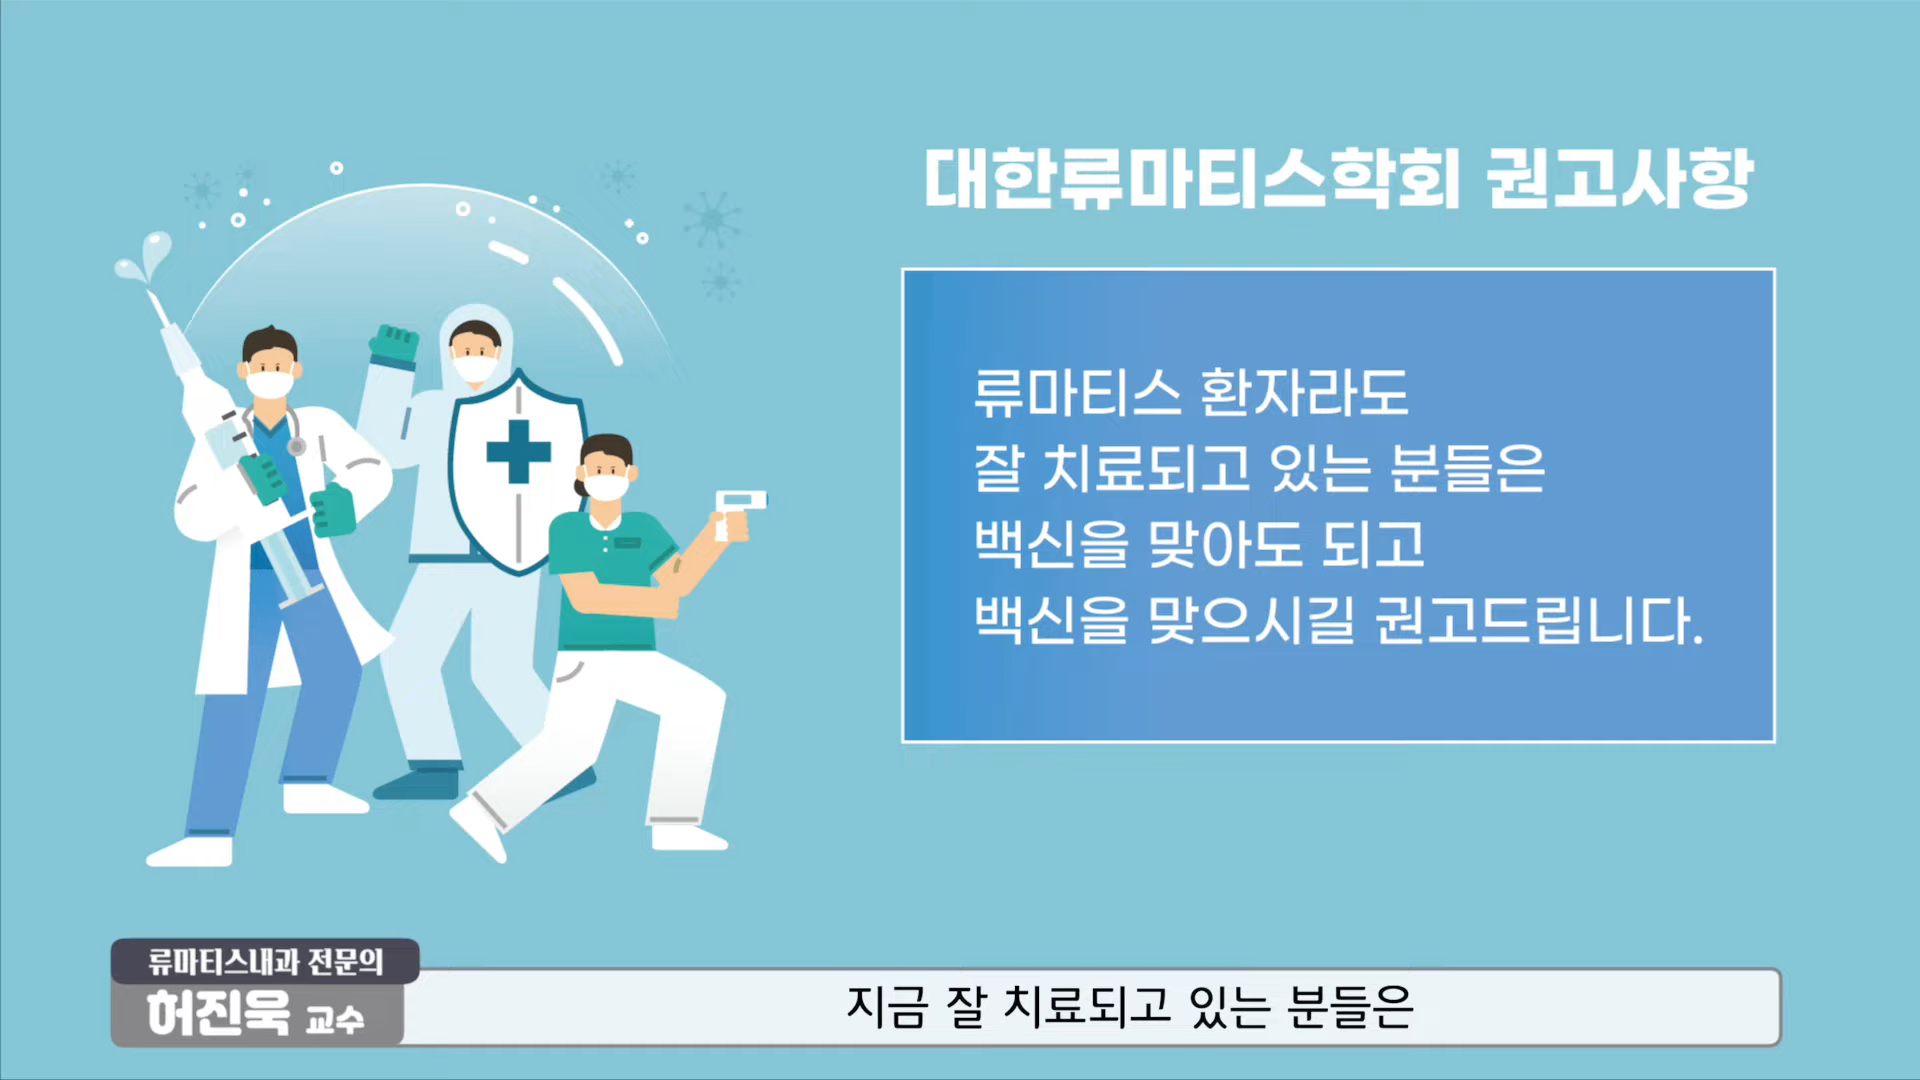 대한류마티스학회 권고사항
류마티스 환자라도
잘 치료되고 있는 분들은
백신을 맞아도 되고
백신을 맞으시길 권고드립니다.
류마티스내과 전문의
허진욱 교수
지금 잘 치료되고 있는 분들은